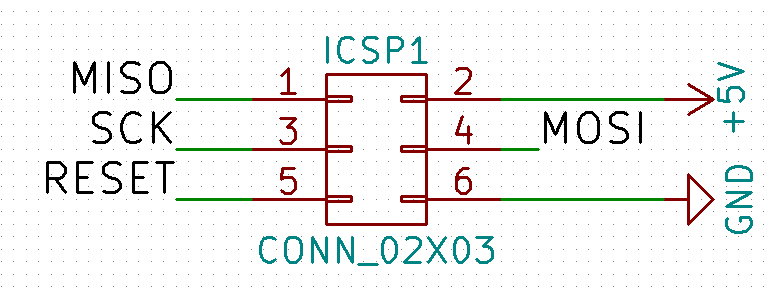 ICSP1
MISO 1 2 +5V
SCK 3 4 MOSI
RESET 5 6 GND
CONN_02X03